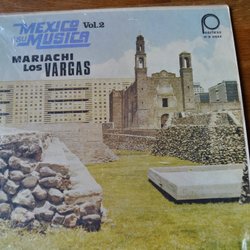 MEXICO Vol.2
SU
MUSICA
MARIACHI
LOS VARGAS